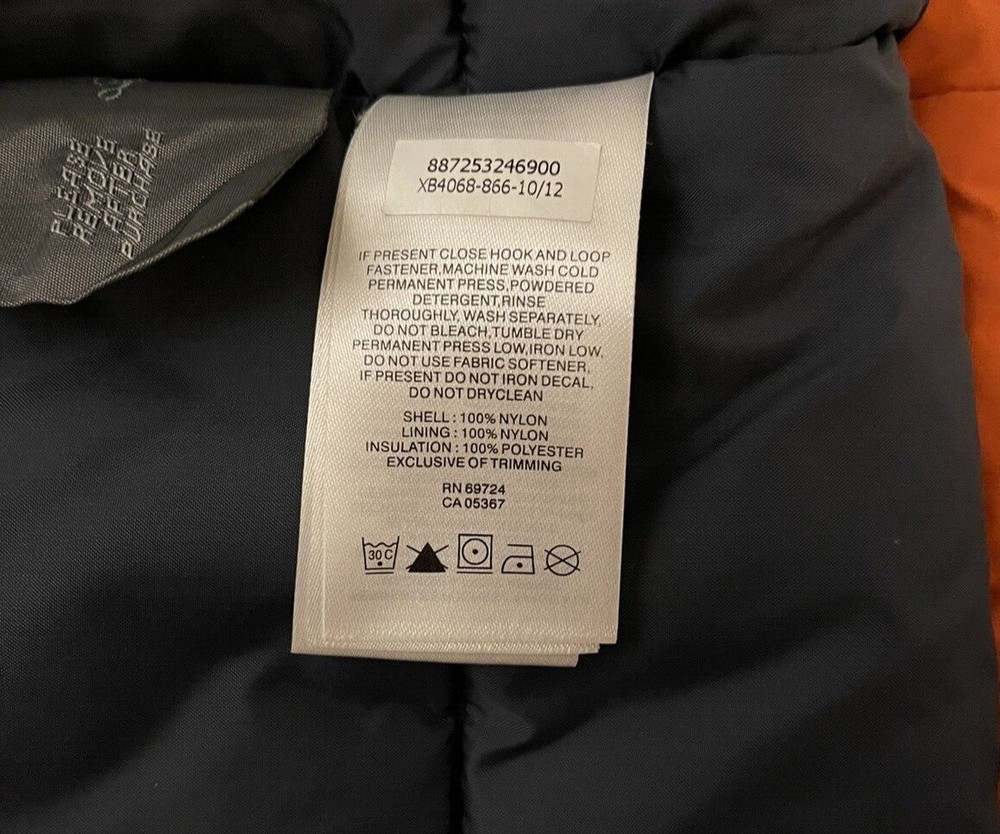 PLEASE
REMOVE
AFTER
PURCHASE
887253246900
XB4068-866-10/12
IF PRESENT CLOSE HOOK AND LOOP
FASTENER,MACHINE WASH COLD
PERMANENT PRESS,POWDERED
DETERGENT,RINSE
THOROUGHLY, WASH SEPARATELY,
DO NOT BLEACH,TUMBLE DRY
PERMANENT PRESS LOW,IRON LOW,
DO NOT USE FABRIC SOFTENER,
IF PRESENT DO NOT IRON DECAL,
DO NOT DRYCLEAN
SHELL : 100% NYLON
LINING : 100% NYLON
INSULATION : 100% POLYESTER
EXCLUSIVE OF TRIMMING
RN 69724
CA 05367
30 C